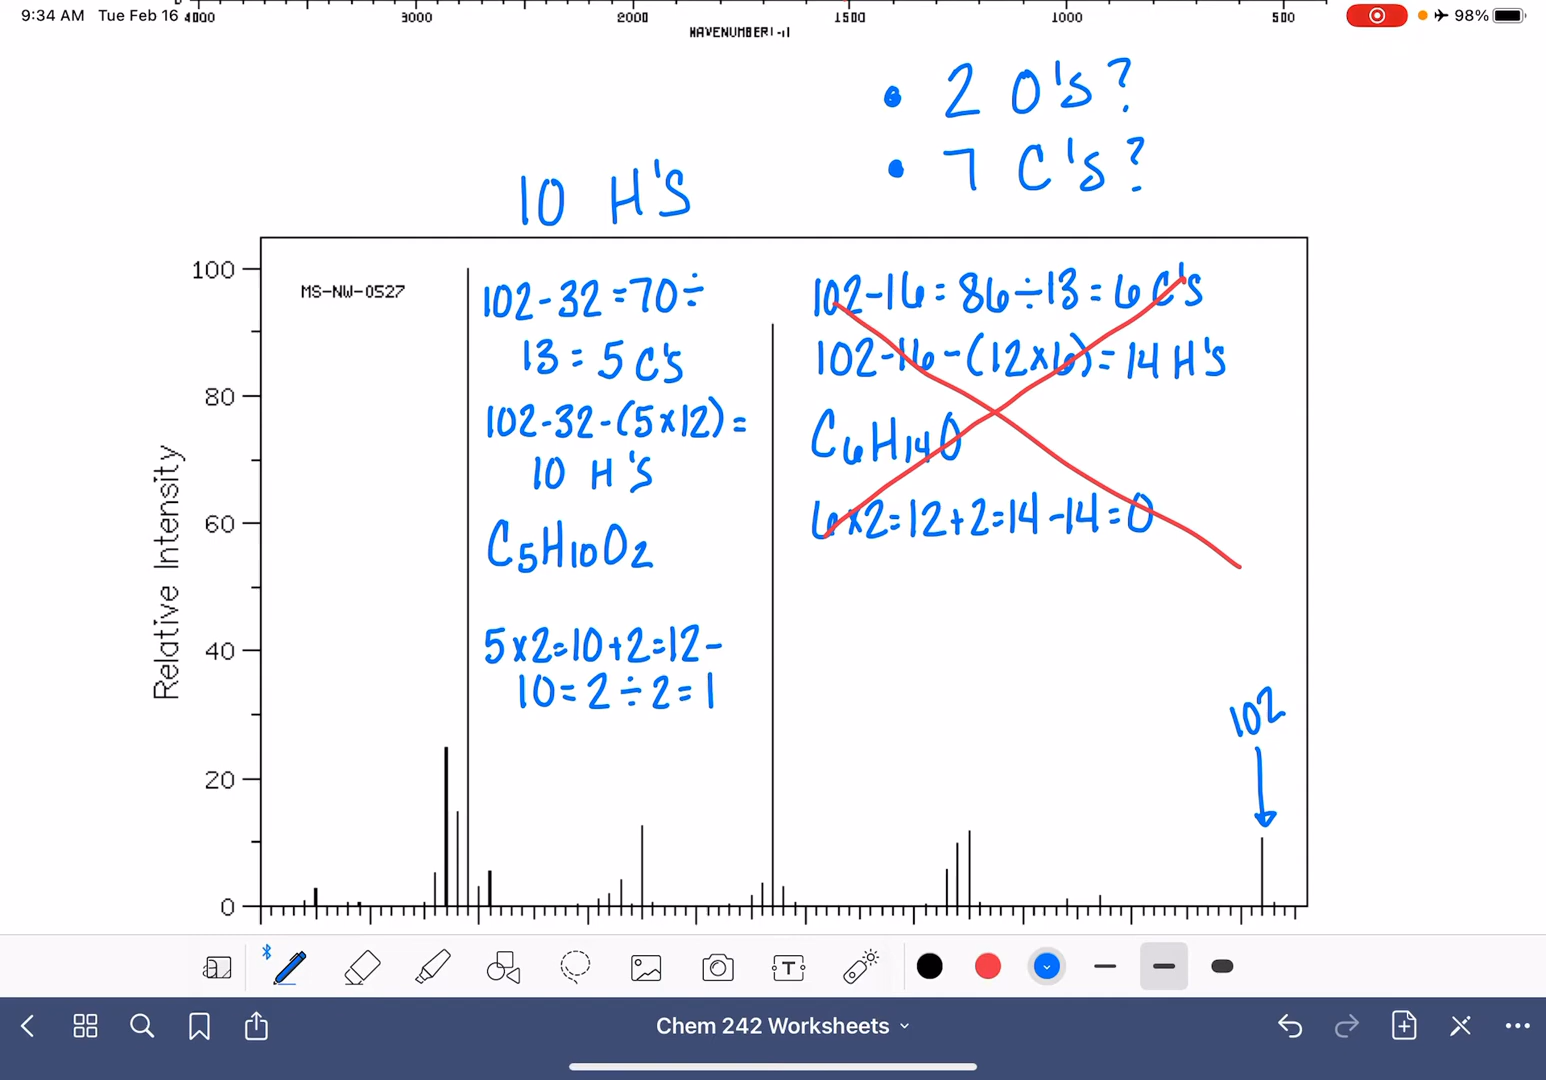 9:34 AM Tue Feb 16
98%
4000 3000 2000 1500 1000 500
• 2 O's?
• 7 C's?
10 H's
100
80
60
40
20
0
Relative Intensity
MS-NW-0527
102-32=70÷
13=5 C's
102-32-(5×12)=
10 H's
C₅H₁₀O₂
5×2=10+2=12-
10=2÷2=1
102-16=86÷13=6 C's
102-16-(12×6)=14 H's
C₆H₁₄O
6×2=12+2=14-14=0
102
T
Chem 242 Worksheets